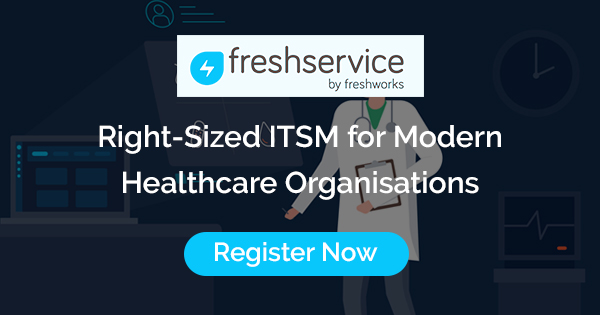 freshservice
by freshworks
Right-Sized ITSM for Modern
Healthcare Organisations
Register Now